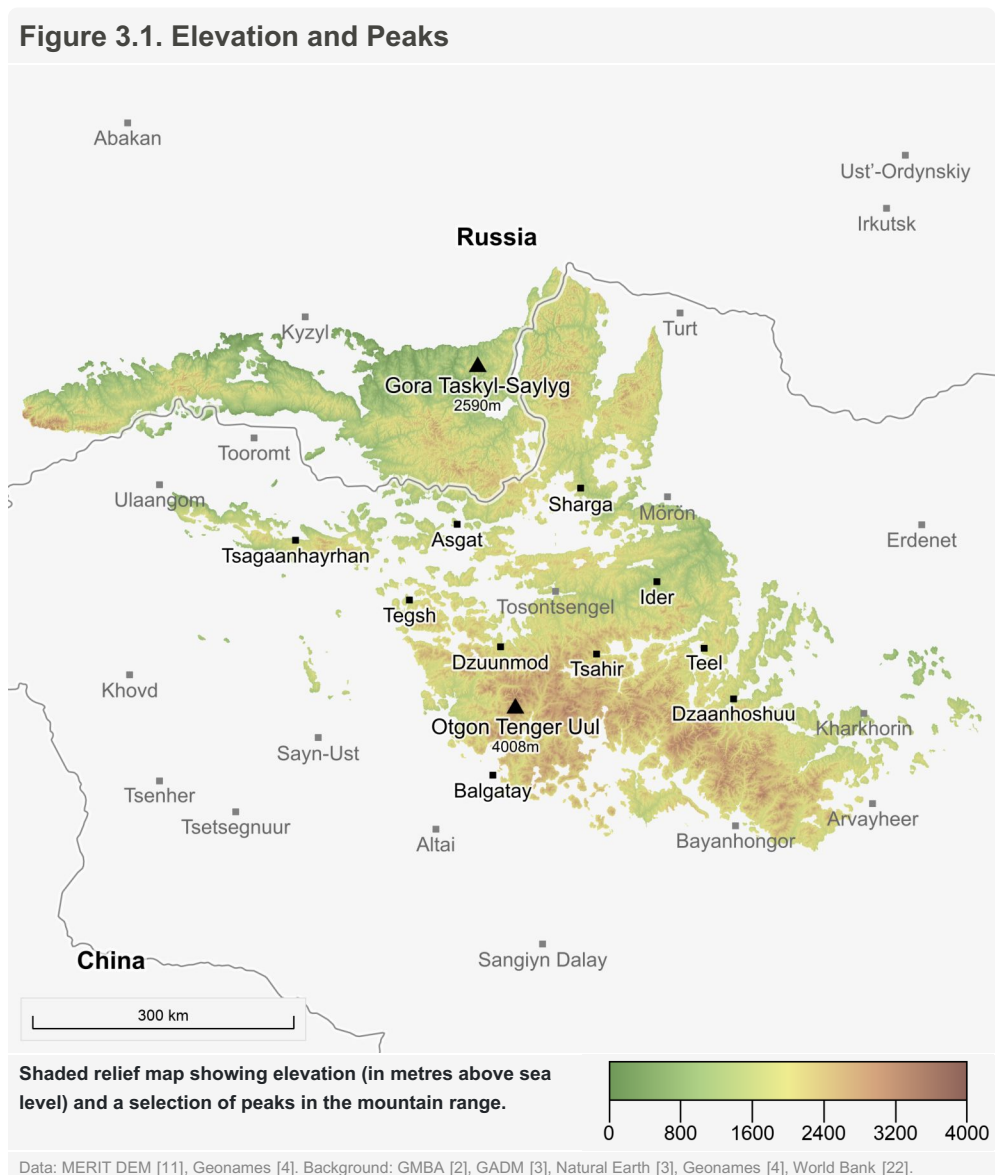 Figure 3.1. Elevation and Peaks
Abakan
Ust'-Ordynskiy
Irkutsk
Russia
Kyzyl
Turt
Gora Taskyl-Saylyg
2590m
Tooromt
Ulaangom
Sharga
Mörön
Asgat
Erdenet
Tsagaanhayrhan
Ider
Tosontsengel
Tegsh
Dzuunmod
Tsahir
Teel
Khovd
Dzaanhoshuu
Otgon Tenger Uul
4008m
Kharkhorin
Sayn-Ust
Balgatay
Tsenher
Tsetsegnuur
Arvayheer
Altai
Bayanhongor
China
Sangiyn Dalay
300 km
Shaded relief map showing elevation (in metres above sea
level) and a selection of peaks in the mountain range.
0 800 1600 2400 3200 4000
Data: MERIT DEM [11], Geonames [4]. Background: GMBA [2], GADM [3], Natural Earth [3], Geonames [4], World Bank [22].